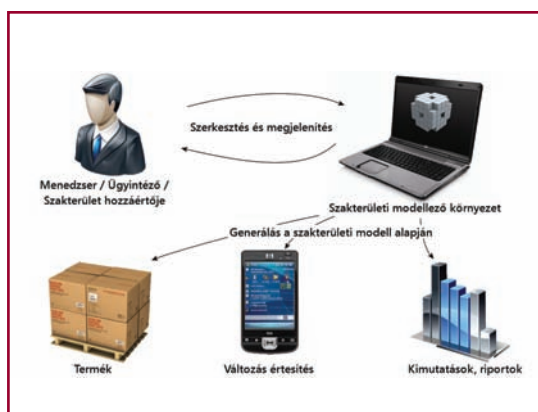 Szerkesztés és megjelenítés
Menedzser / Ügyintéző /
Szakterület hozzáértője
Szakterületi modellező környezet
Generálás a szakterületi modell alapján
Termék
Változás értesítés
Kimutatások, riportok